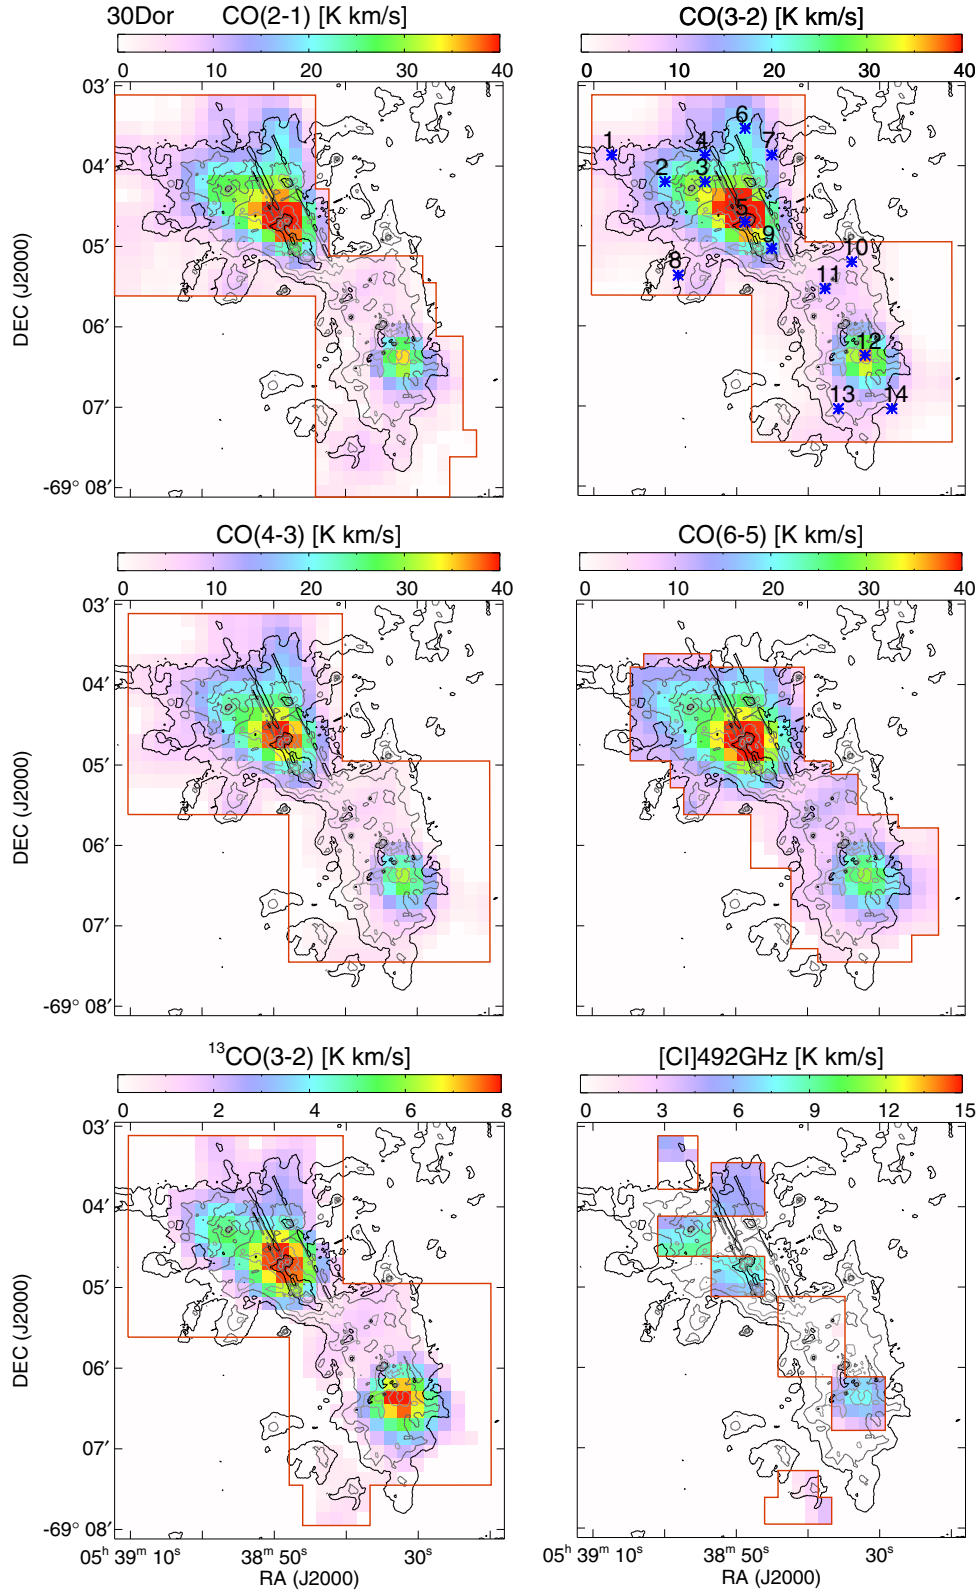 30Dor CO(2-1) [K km/s]
CO(3-2) [K km/s]
0 10 20 30 40
0 10 20 30 40
03′
04′
05′
06′
07′
-69° 08′
DEC (J2000)
1
2
3
4
5
6
7
8
9
10
11
12
13
14
CO(4-3) [K km/s]
CO(6-5) [K km/s]
0 10 20 30 40
0 10 20 30 40
03′
04′
05′
06′
07′
-69° 08′
DEC (J2000)
¹³CO(3-2) [K km/s]
[CI]492GHz [K km/s]
0 2 4 6 8
0 3 6 10 12 15
03′
04′
05′
06′
07′
-69° 08′
DEC (J2000)
05ʰ 39ᵐ 10ˢ 38ᵐ 50ˢ 30ˢ
05ʰ 39ᵐ 10ˢ 38ᵐ 50ˢ 30ˢ
RA (J2000)
RA (J2000)